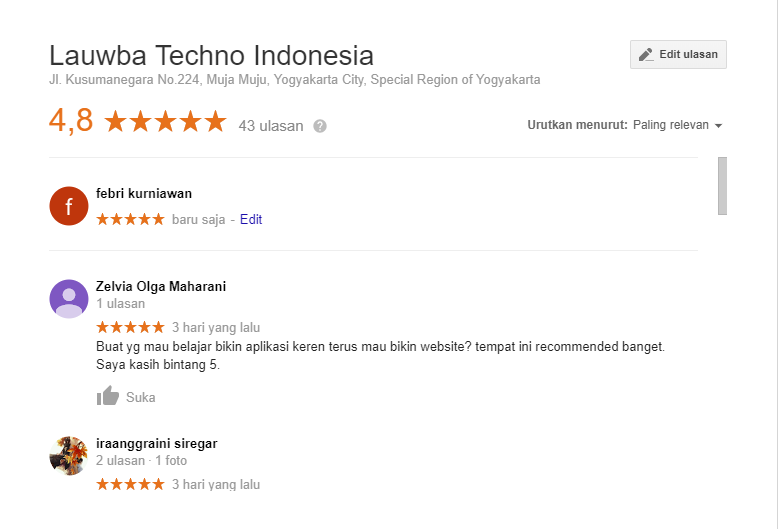 Lauwba Techno Indonesia
Edit ulasan
Jl. Kusumanegara No.224, Muja Muju, Yogyakarta City, Special Region of Yogyakarta
4,8 43 ulasan ?
Urutkan menurut: Paling relevan
f
febri kurniawan
baru saja - Edit
Zelvia Olga Maharani
1 ulasan
3 hari yang lalu
Buat yg mau belajar bikin aplikasi keren terus mau bikin website? tempat ini recommended banget.
Saya kasih bintang 5.
Suka
iraanggraini siregar
2 ulasan · 1 foto
3 hari yang lalu